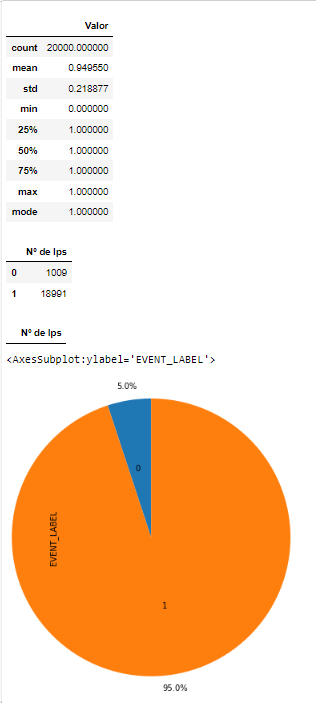 Valor
count 20000.000000
mean 0.949550
std 0.218877
min 0.000000
25% 1.000000
50% 1.000000
75% 1.000000
max 1.000000
mode 1.000000
Nº de Ips
0 1009
1 18991
Nº de Ips
<AxesSubplot:ylabel='EVENT_LABEL'>
5.0%
0
EVENT_LABEL
1
95.0%